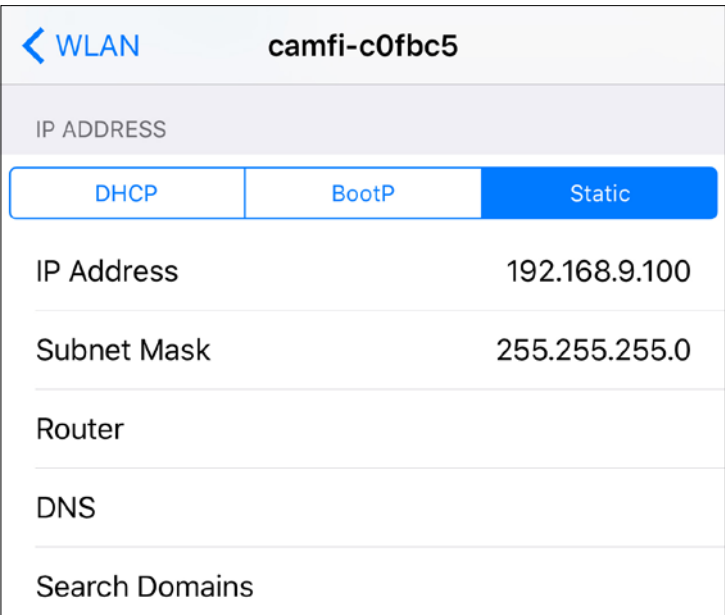 WLAN camfi-c0fbc5
IP ADDRESS
DHCP BootP Static
IP Address 192.168.9.100
Subnet Mask 255.255.255.0
Router
DNS
Search Domains